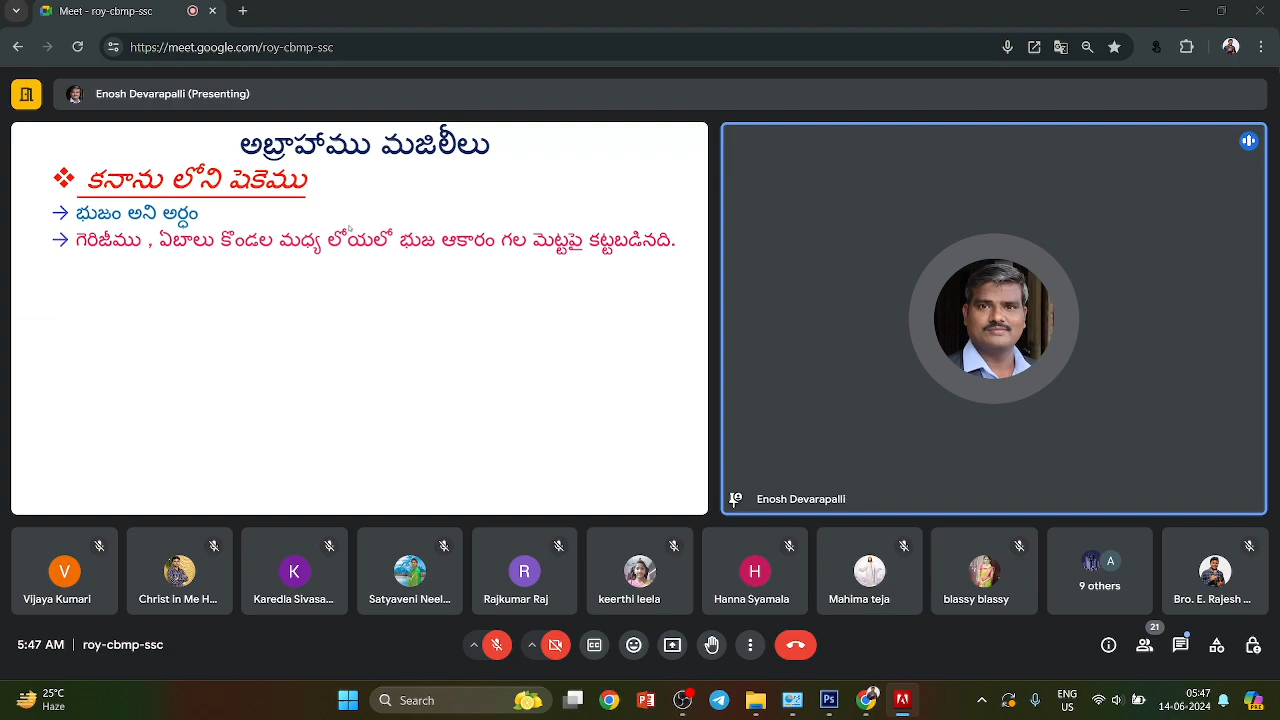 Meet - roy-cbmp-ssc
https://meet.google.com/roy-cbmp-ssc
Enosh Devarapalli (Presenting)
అబ్రాహాము మజిలీలు
❖ కనాను లోని షెకెము
→ భుజం అని అర్ధం
→ గెరిజీము , ఏబాలు కొండల మధ్య లోయలో భుజ ఆకారం గల మెట్టపై కట్టబడినది.
Enosh Devarapalli
V
K
R
H
A
9 others
Vijaya Kumari
Christ in Me H...
Karedla Sivasa...
Satyaveni Neel...
Rajkumar Raj
keerthi leela
Hanna Syamala
Mahima teja
blassy blassy
Bro. E. Rajesh ...
5:47 AM | roy-cbmp-ssc
21
25°C
Haze
Search
ENG
US
05:47
14-06-2024